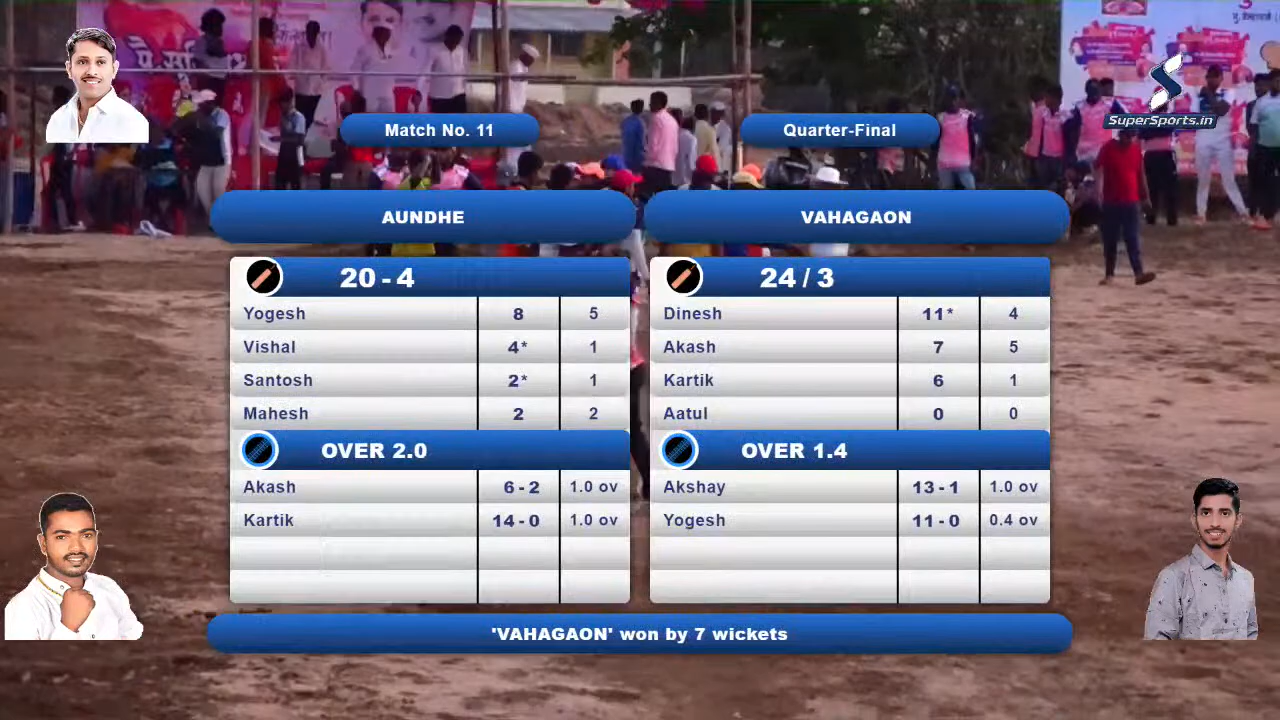 Match No. 11
Quarter-Final
SuperSports.in
AUNDHE
VAHAGAON
20 - 4
Yogesh 8 5
Vishal 4* 1
Santosh 2* 1
Mahesh 2 2
OVER 2.0
Akash 6 - 2 1.0 ov
Kartik 14 - 0 1.0 ov
24 / 3
Dinesh 11* 4
Akash 7 5
Kartik 6 1
Aatul 0 0
OVER 1.4
Akshay 13 - 1 1.0 ov
Yogesh 11 - 0 0.4 ov
'VAHAGAON' won by 7 wickets